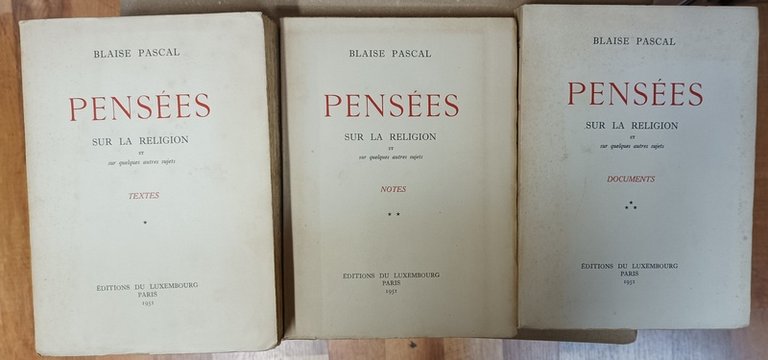 BLAISE PASCAL
PENSÉES
SUR LA RELIGION
ET
sur quelques autres sujets
TEXTES
*
ÉDITIONS DU LUXEMBOURG
PARIS
1951
BLAISE PASCAL
PENSÉES
SUR LA RELIGION
ET
sur quelques autres sujets
NOTES
* *
ÉDITIONS DU LUXEMBOURG
PARIS
1951
BLAISE PASCAL
PENSÉES
SUR LA RELIGION
ET
sur quelques autres sujets
DOCUMENTS
*
* *
ÉDITIONS DU LUXEMBOURG
PARIS
1951